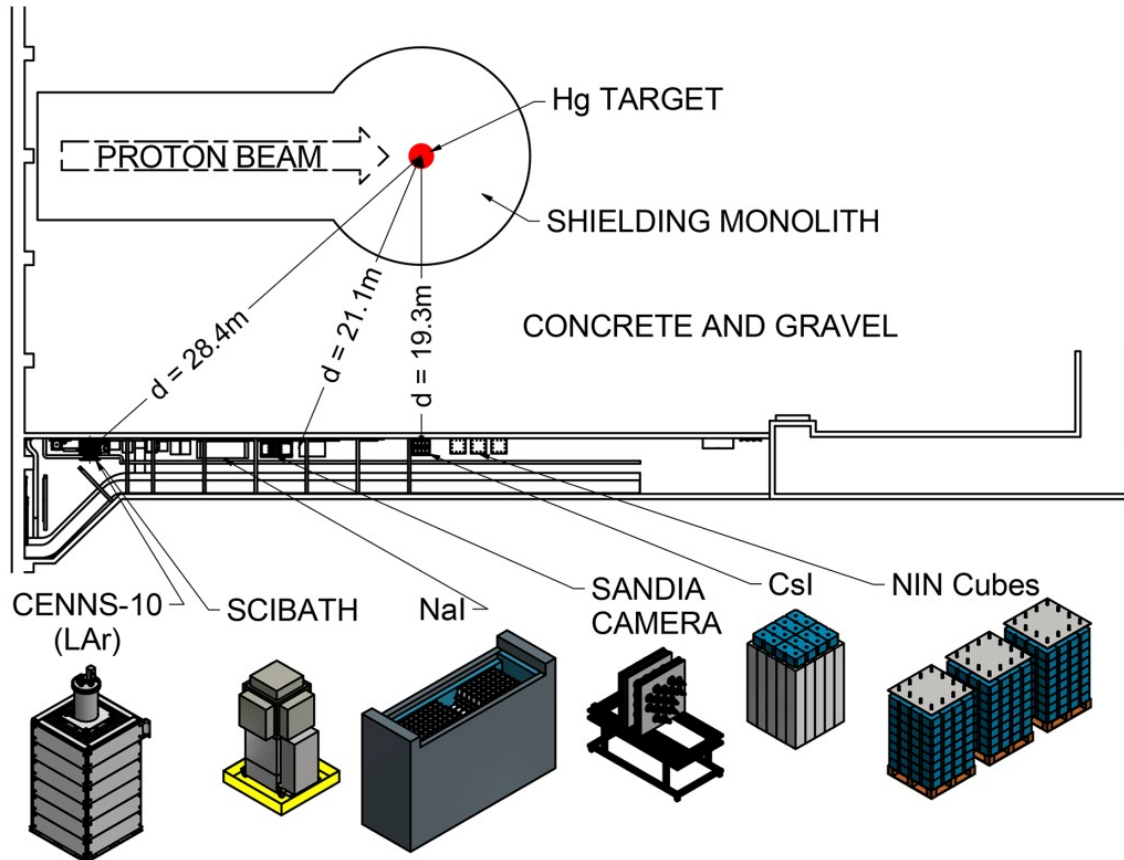 Hg TARGET
PROTON BEAM
SHIELDING MONOLITH
d = 28.4m
d = 21.1m
d = 19.3m
CONCRETE AND GRAVEL
CENNS-10
(LAr)
SCIBATH
NaI
SANDIA
CAMERA
CsI
NIN Cubes